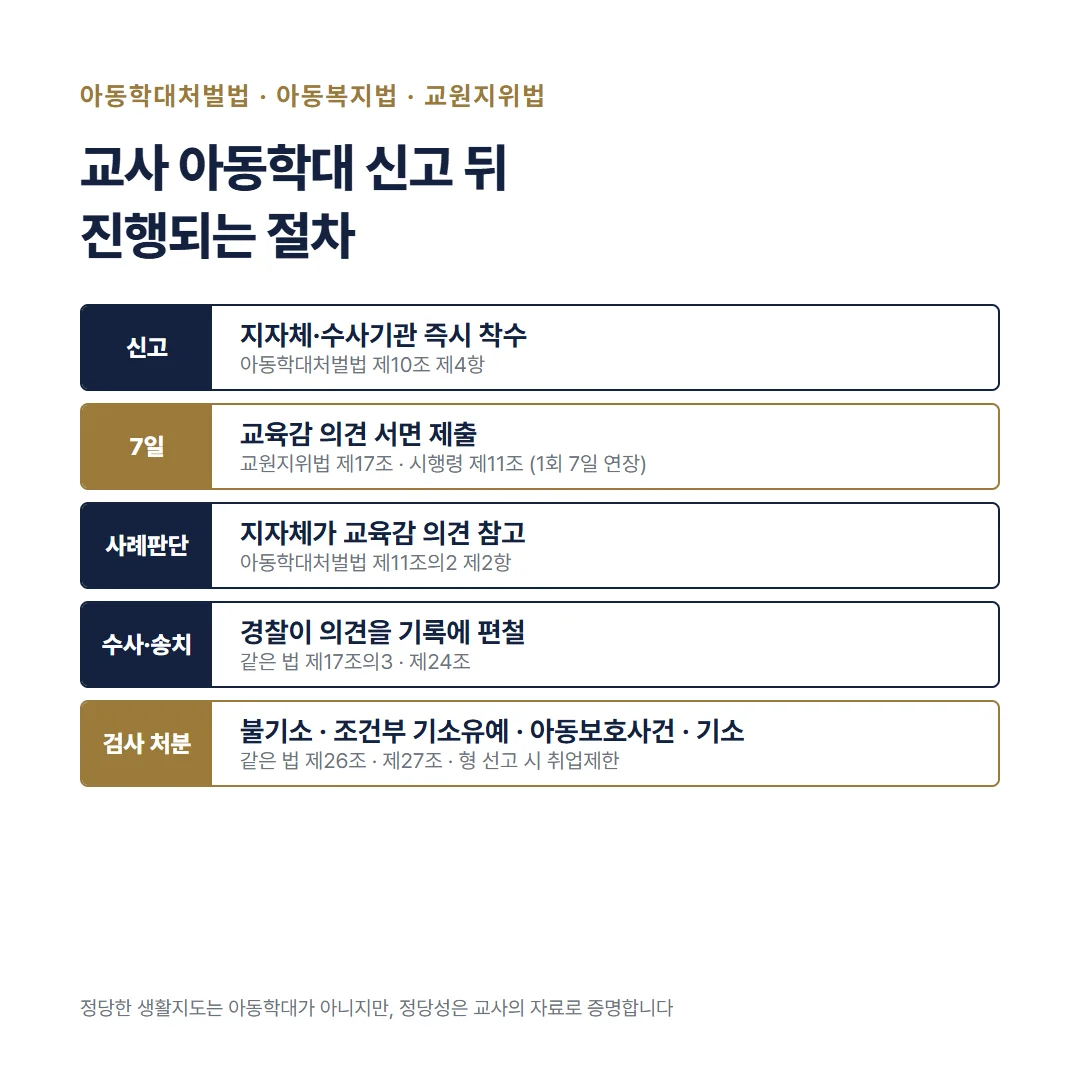 아동학대처벌법 · 아동복지법 · 교원지위법
교사 아동학대 신고 뒤
진행되는 절차
신고
지자체·수사기관 즉시 착수
아동학대처벌법 제10조 제4항
7일
교육감 의견 서면 제출
교원지위법 제17조 · 시행령 제11조 (1회 7일 연장)
사례판단
지자체가 교육감 의견 참고
아동학대처벌법 제11조의2 제2항
수사·송치
경찰이 의견을 기록에 편철
같은 법 제17조의3 · 제24조
검사 처분
불기소 · 조건부 기소유예 · 아동보호사건 · 기소
같은 법 제26조 · 제27조 · 형 선고 시 취업제한
정당한 생활지도는 아동학대가 아니지만, 정당성은 교사의 자료로 증명합니다